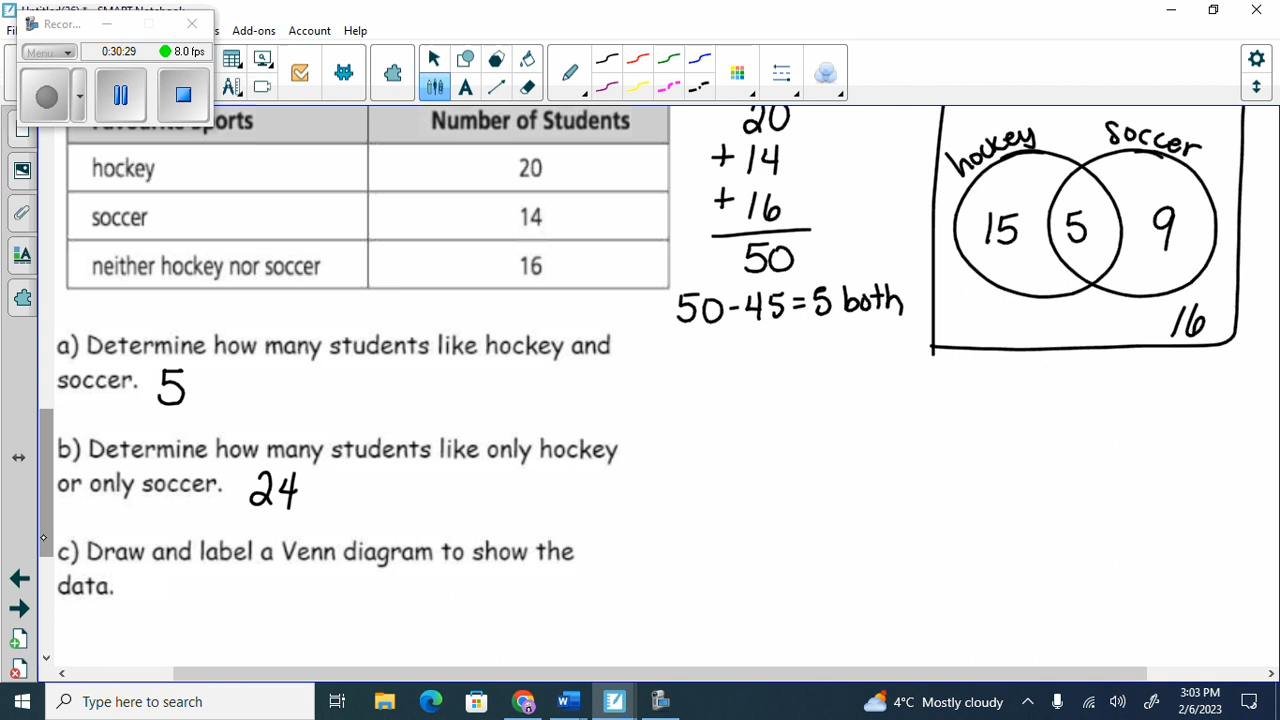 Recor...
Menu
0:30:29
8.0 fps
Add-ons Account Help
Sports Number of Students
hockey 20
soccer 14
neither hockey nor soccer 16
20
+ 14
+ 16
50
50-45=5 both
hockey soccer
15 5 9
16
a) Determine how many students like hockey and
soccer. 5
b) Determine how many students like only hockey
or only soccer. 24
c) Draw and label a Venn diagram to show the
data.
Type here to search
4°C Mostly cloudy
3:03 PM
2/6/2023